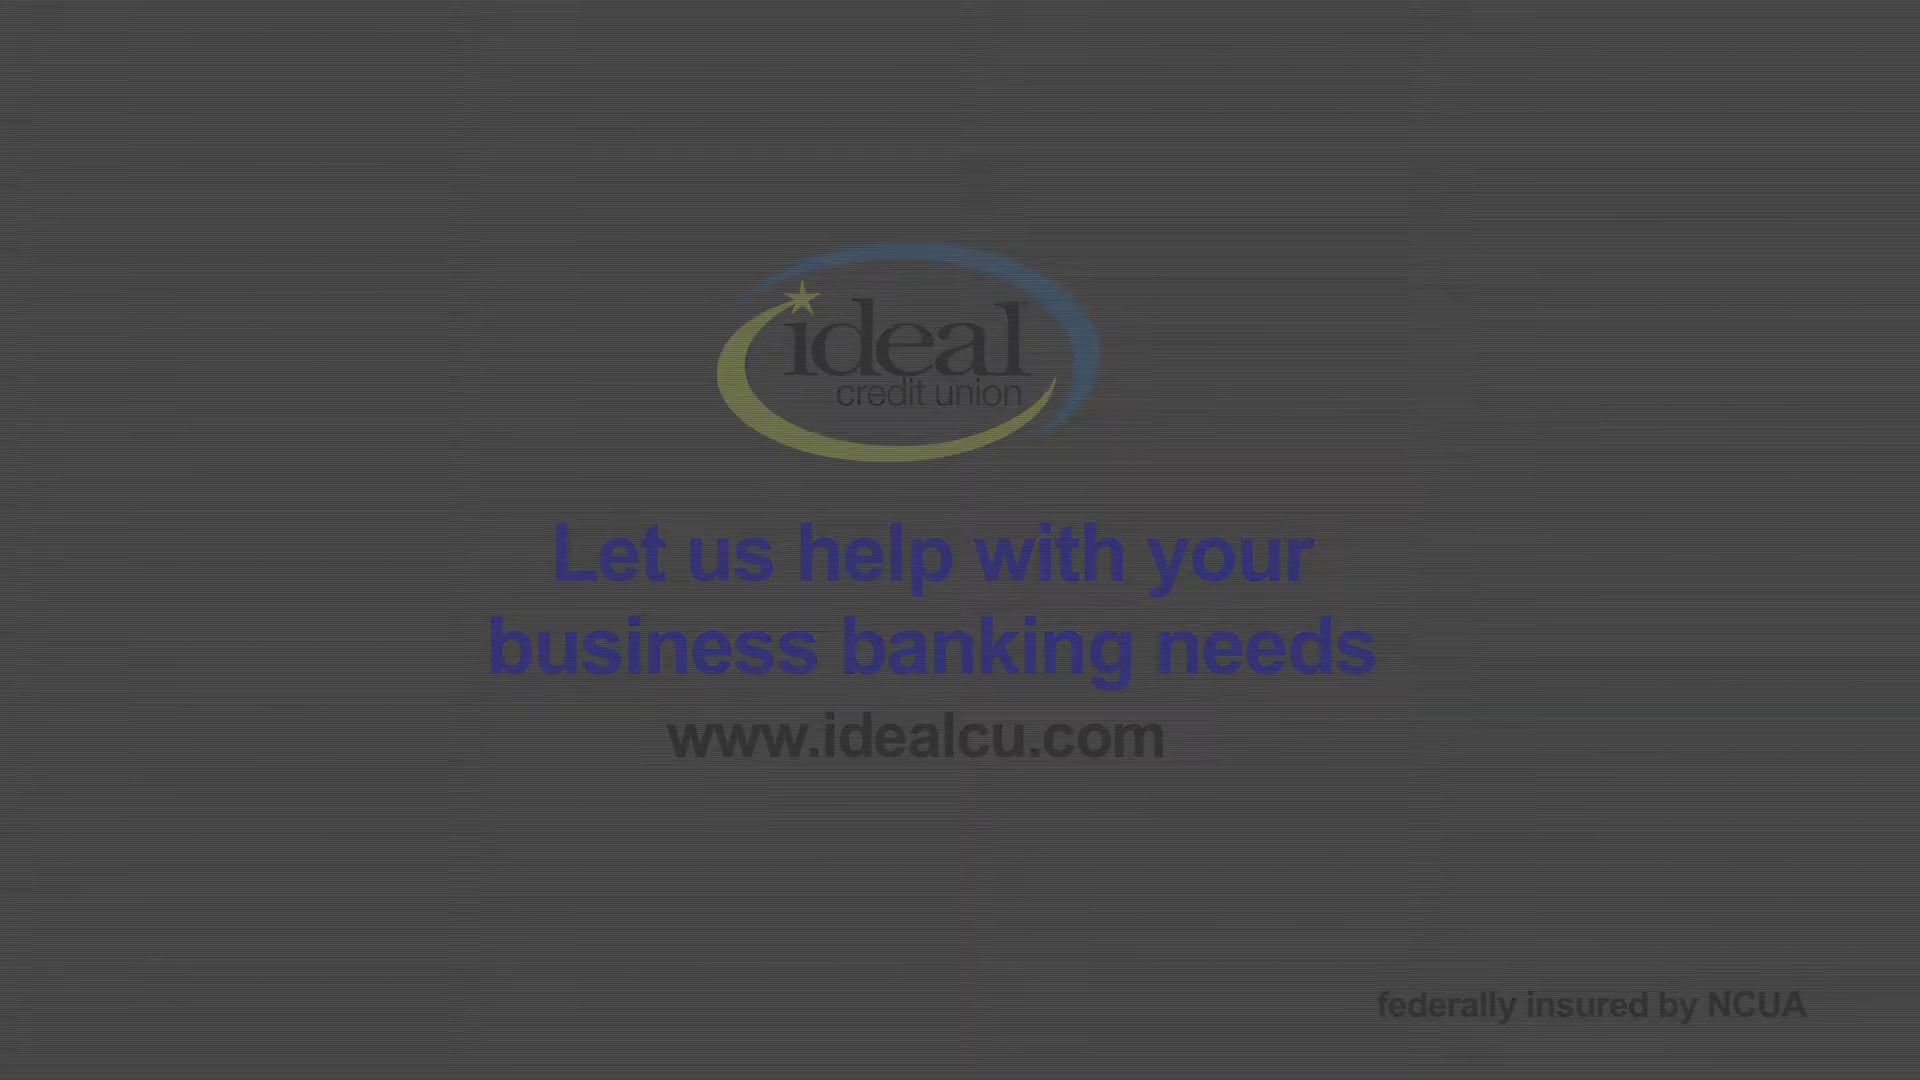 ideal
credit union
Let us help with your
business banking needs
www.idealcu.com
federally insured by NCUA